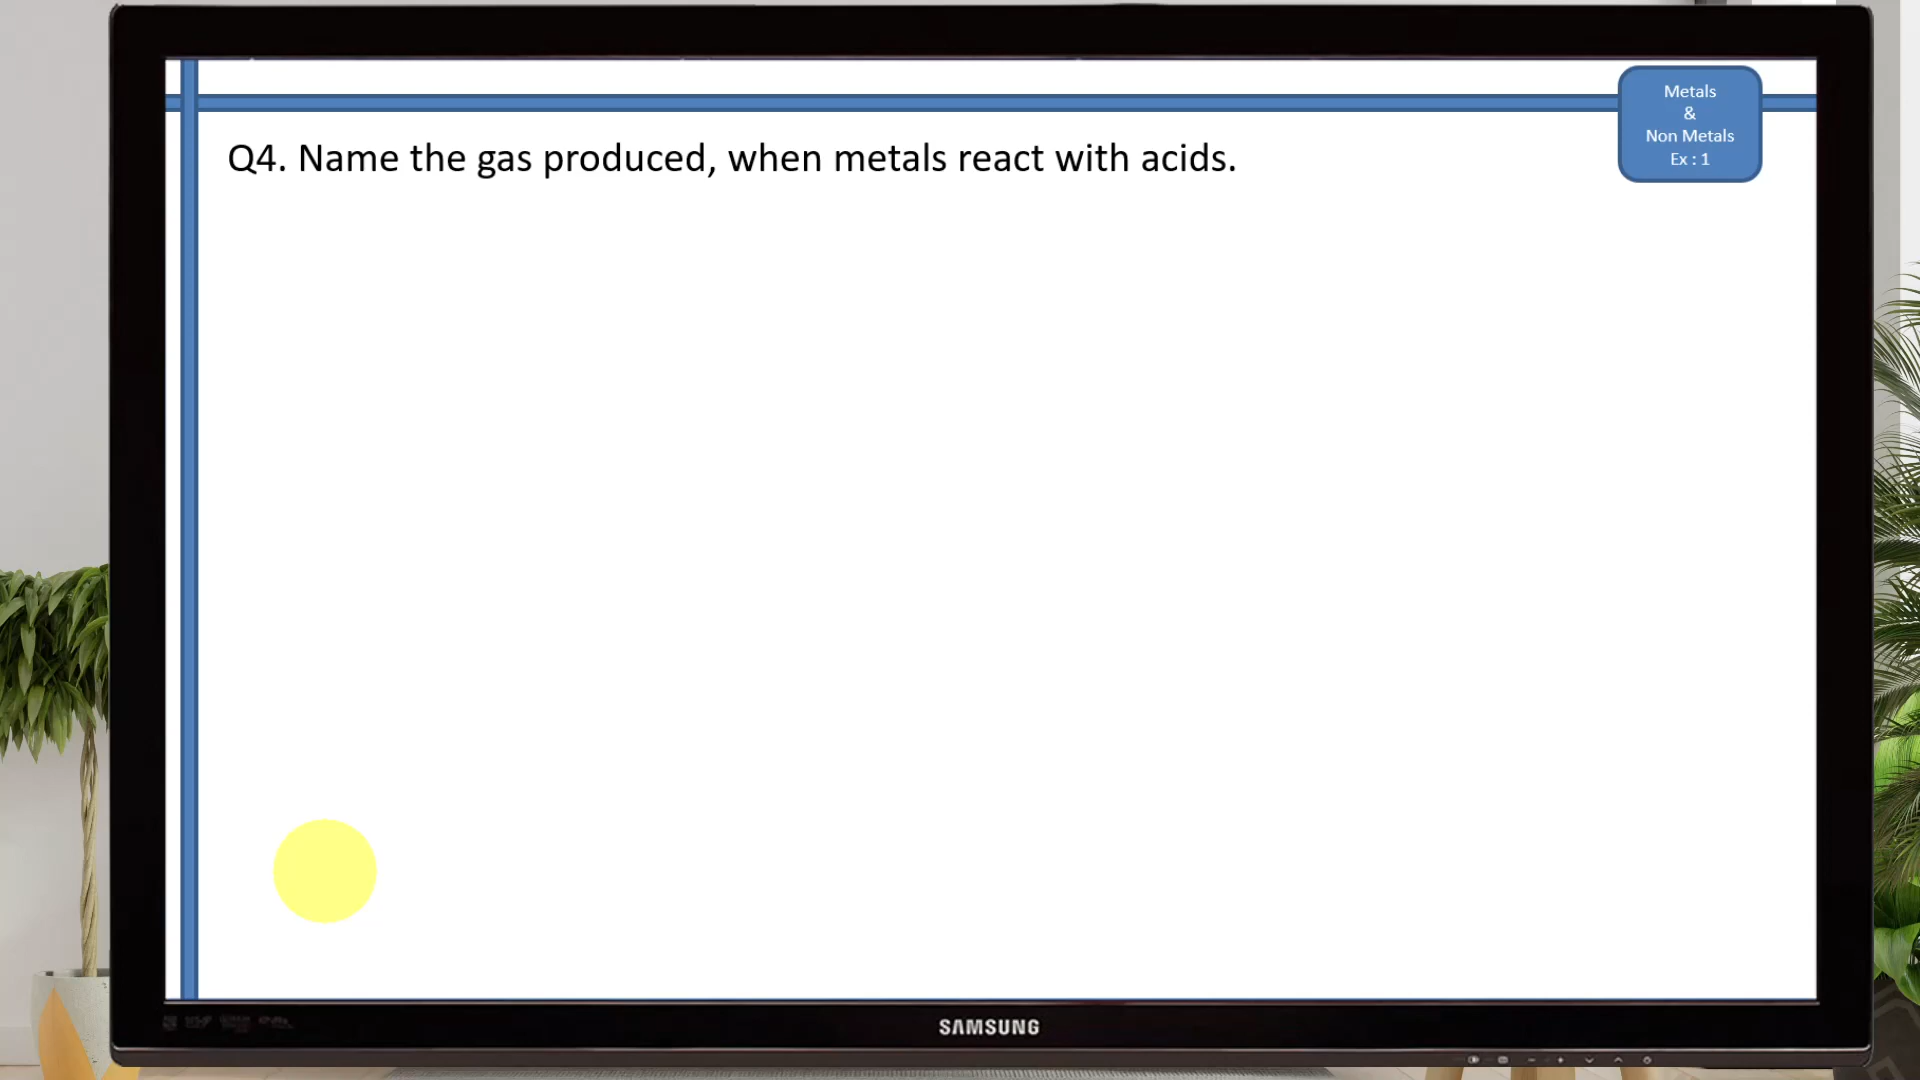 Metals
&
Non Metals
Ex : 1
Q4. Name the gas produced, when metals react with acids.
SAMSUNG